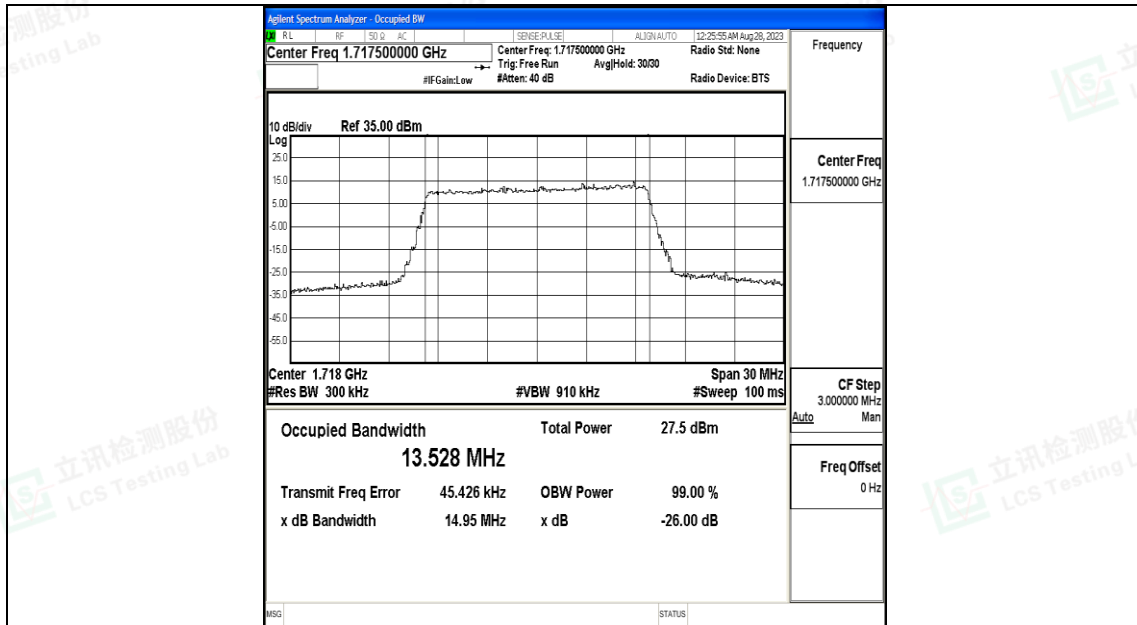 Agilent Spectrum Analyzer - Occupied BW
LXI RL RF 50 Ω AC SENSE:PULSE ALIGN AUTO 12:25:55 AM Aug 28, 2023
Center Freq 1.717500000 GHz
Center Freq: 1.717500000 GHz Radio Std: None
Trig: Free Run Avg|Hold: 30/30
#IFGain:Low #Atten: 40 dB Radio Device: BTS
Frequency
10 dB/div Ref 35.00 dBm
Log
25.0
15.0
5.00
-5.00
-15.0
-25.0
-35.0
-45.0
-55.0
Center Freq
1.717500000 GHz
Center 1.718 GHz Span 30 MHz
#Res BW 300 kHz #VBW 910 kHz #Sweep 100 ms
CF Step
3.000000 MHz
Auto Man
Occupied Bandwidth Total Power 27.5 dBm
13.528 MHz
Transmit Freq Error 45.426 kHz OBW Power 99.00 %
x dB Bandwidth 14.95 MHz x dB -26.00 dB
Freq Offset
0 Hz
MSG STATUS
立讯检测股份
LCS Testing Lab
立讯检测股份
LCS Testing L
测股份
esting Lab